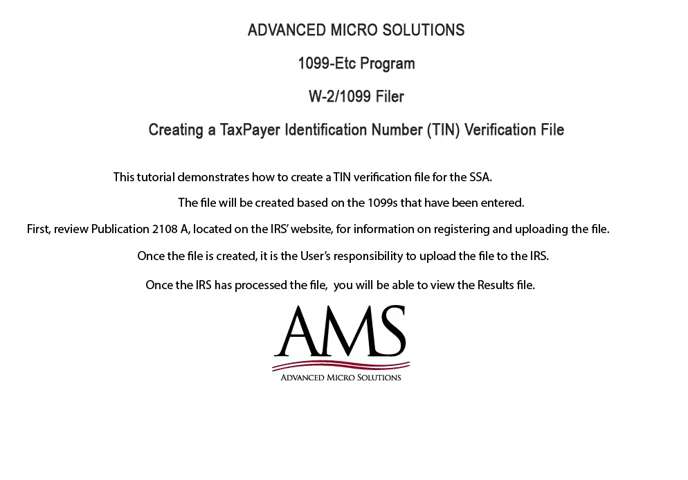 ADVANCED MICRO SOLUTIONS
1099-Etc Program
W-2/1099 Filer
Creating a TaxPayer Identification Number (TIN) Verification File
This tutorial demonstrates how to create a TIN verification file for the SSA.
The file will be created based on the 1099s that have been entered.
First, review Publication 2108 A, located on the IRS' website, for information on registering and uploading the file.
Once the file is created, it is the User's responsibility to upload the file to the IRS.
Once the IRS has processed the file,  you will be able to view the Results file.
AMS
ADVANCED MICRO SOLUTIONS